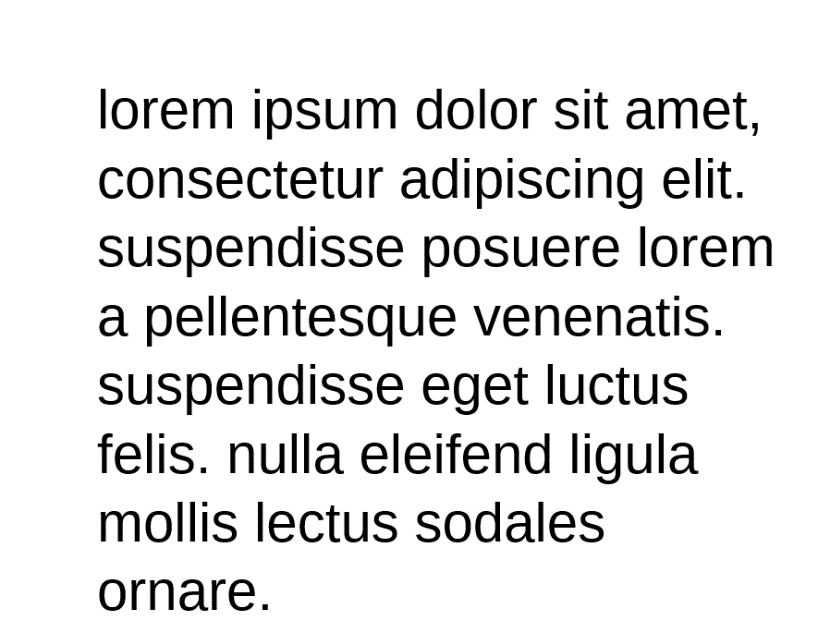 lorem ipsum dolor sit amet,
consectetur adipiscing elit.
suspendisse posuere lorem
a pellentesque venenatis.
suspendisse eget luctus
felis. nulla eleifend ligula
mollis lectus sodales
ornare.